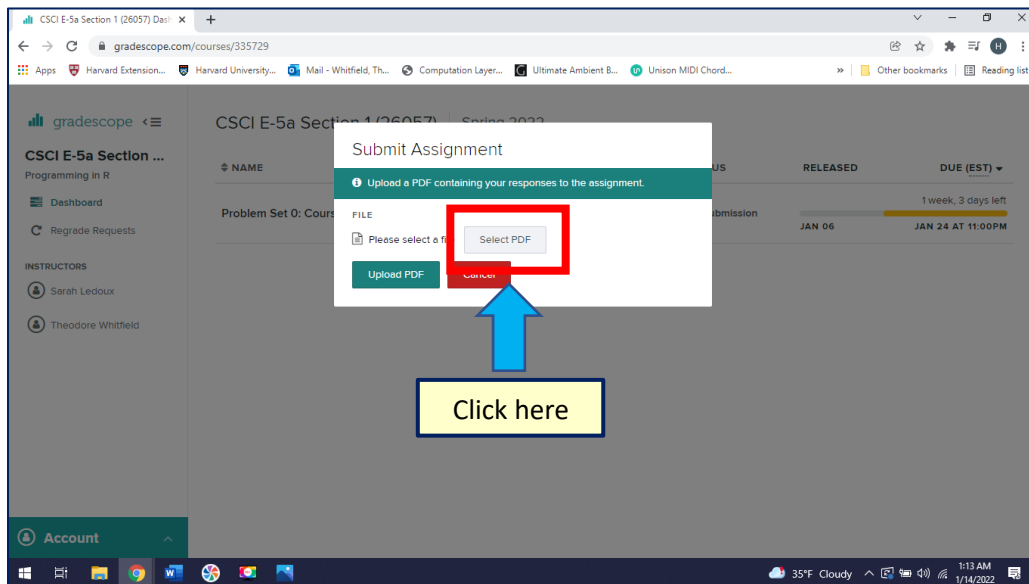 CSCI E-5a Section 1 (26057) Dash
gradescope.com/courses/335729
H
Apps Harvard Extension... Harvard University... Mail - Whitfield, Th... Computation Layer... Ultimate Ambient B... Unison MIDI Chord... » Other bookmarks Reading list
gradescope
CSCI E-5a Section ...
Programming in R
Dashboard
Regrade Requests
INSTRUCTORS
Sarah Ledoux
Theodore Whitfield
Account
CSCI E-5a Section 1 (26057) Spring 2022
NAME US RELEASED DUE (EST)
Problem Set 0: Cours ubmission
1 week, 3 days left
JAN 06 JAN 24 AT 11:00PM
Submit Assignment
Upload a PDF containing your responses to the assignment.
FILE
Please select a fi Select PDF
Upload PDF Cancel
Click here
35°F Cloudy
1:13 AM
1/14/2022